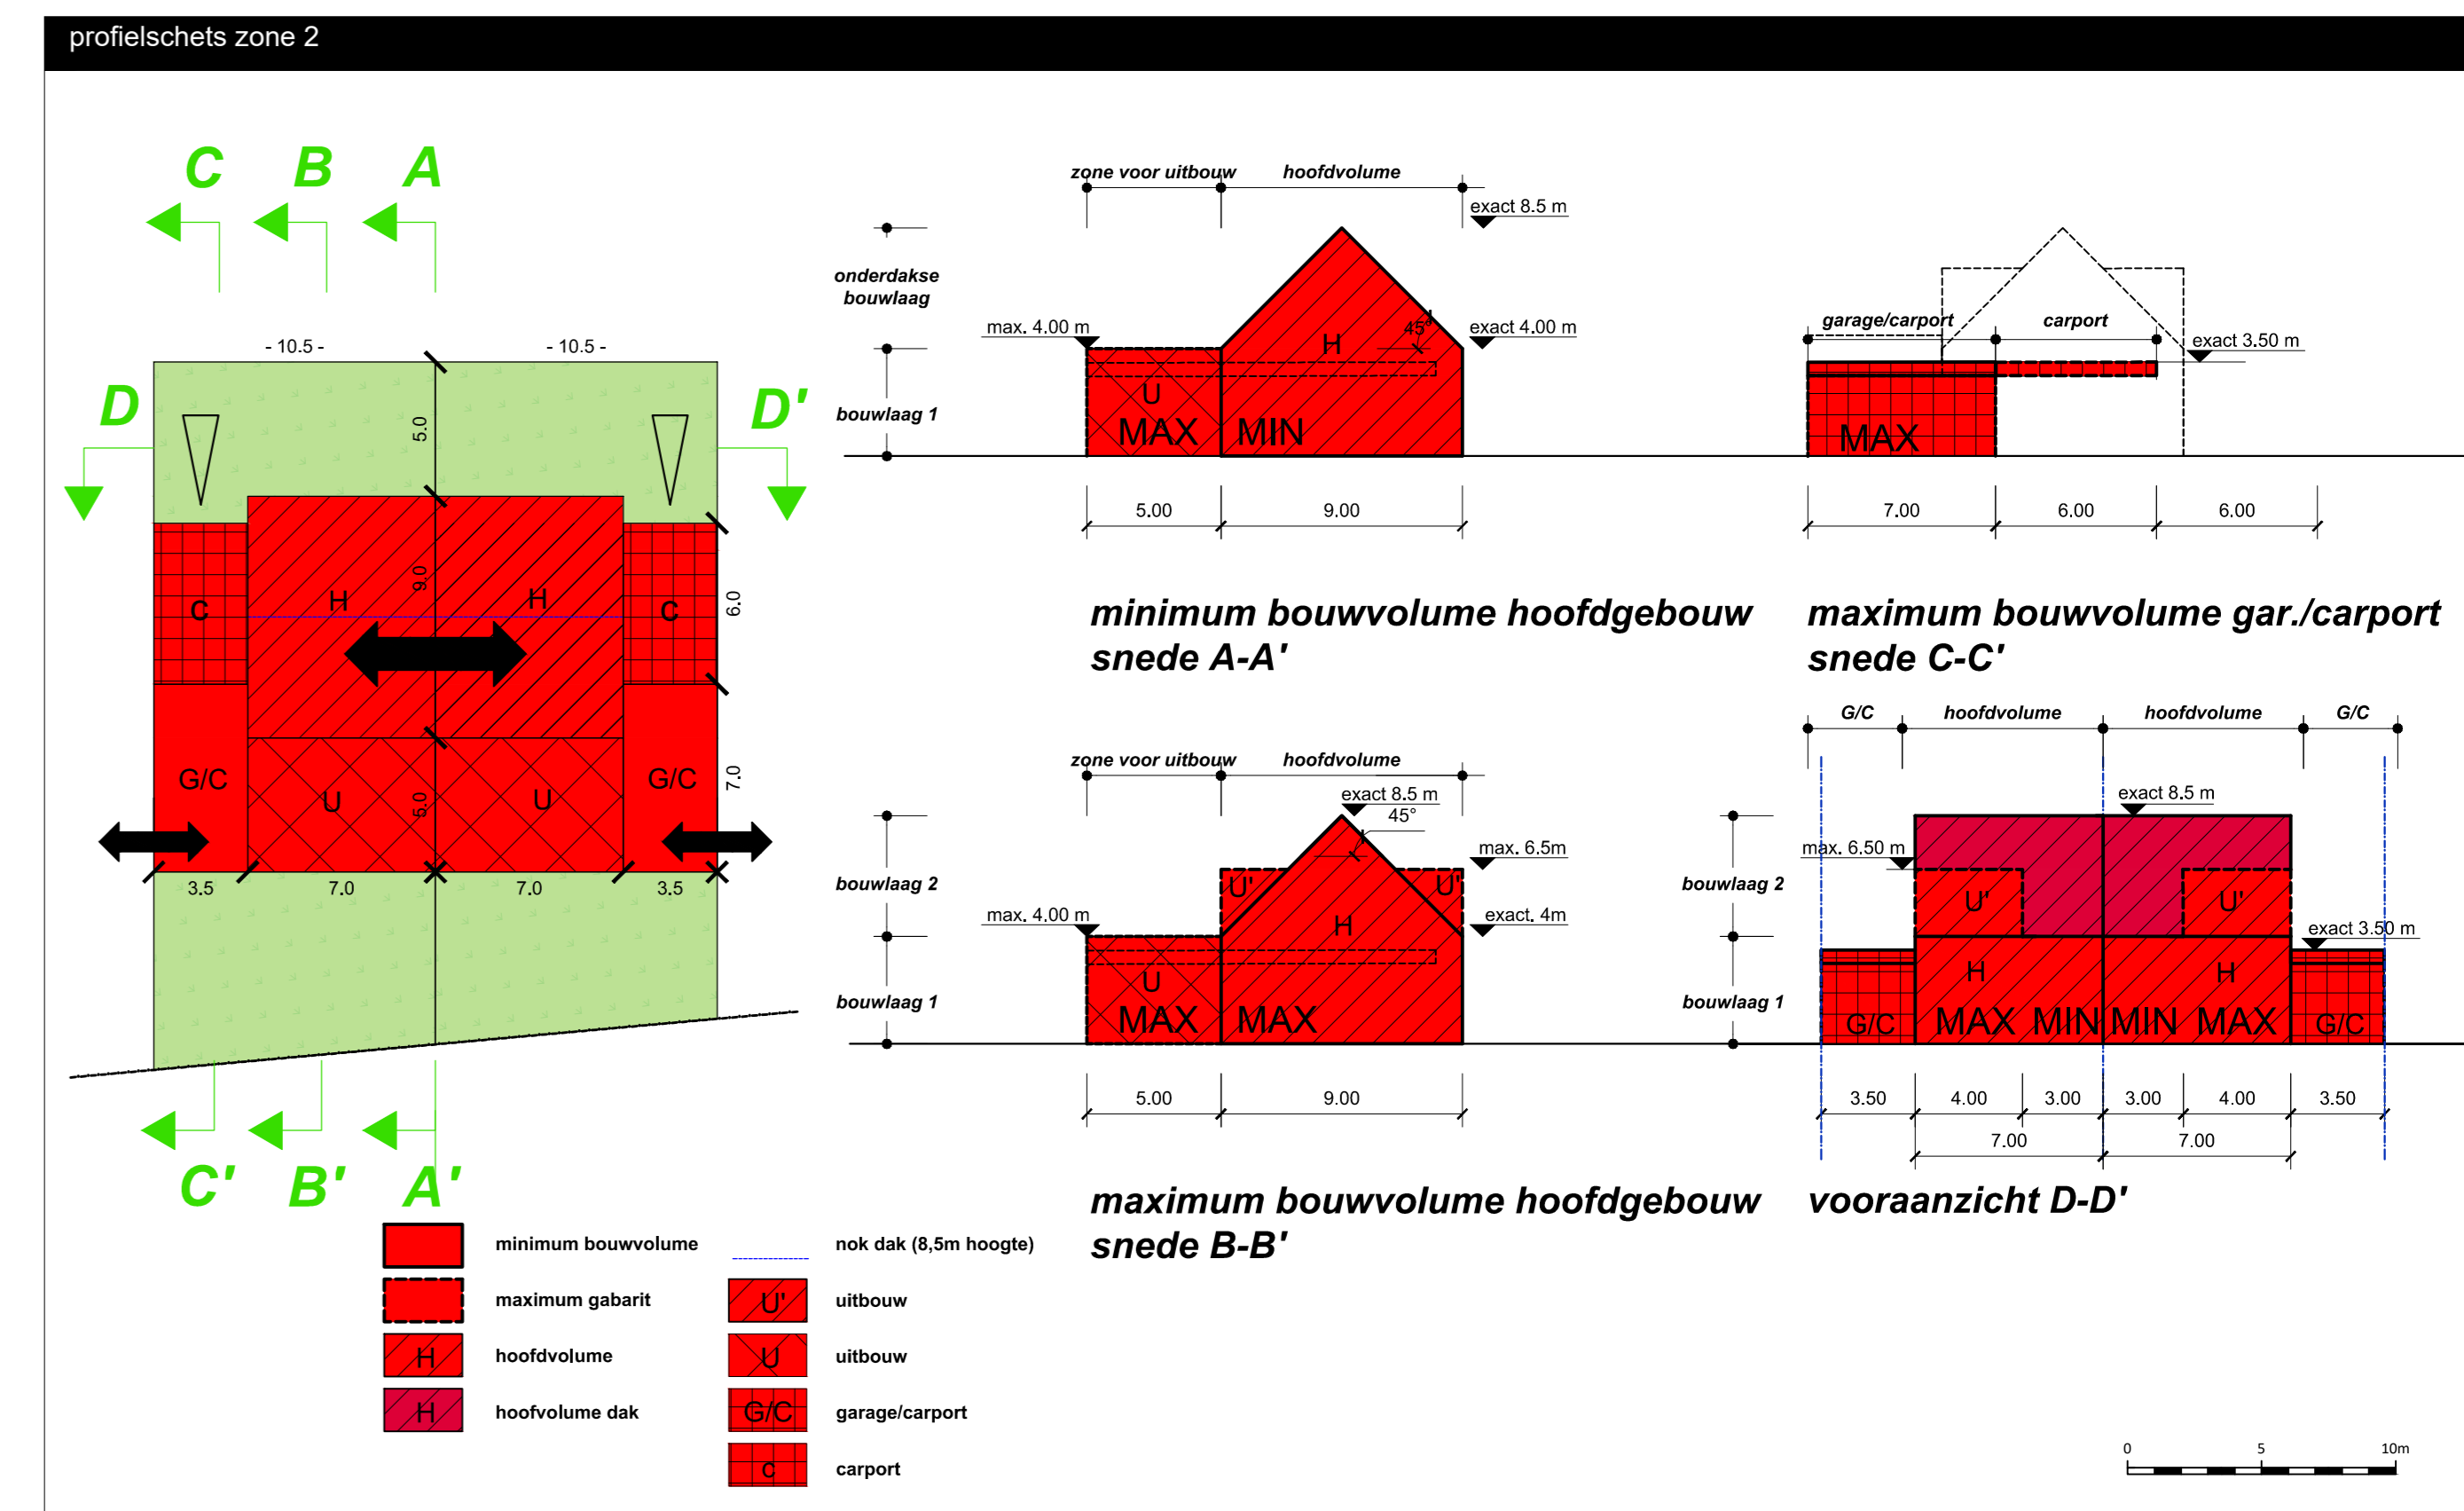 profielschets zone 2
C B A
- 10.5 - - 10.5 -
D D'
5.0
9.0
H H
c c
6.0
G/C G/C
U U
5.0
7.0
3.5 7.0 7.0 3.5
C' B' A'
zone voor uitbouw hoofdvolume
exact 8.5 m
onderdakse
bouwlaag
max. 4.00 m
45°
exact 4.00 m
H
U
bouwlaag 1
MAX MIN
5.00 9.00
minimum bouwvolume hoofdgebouw
snede A-A'
garage/carport carport
exact 3.50 m
MAX
7.00 6.00 6.00
maximum bouwvolume gar./carport
snede C-C'
zone voor uitbouw hoofdvolume
exact 8.5 m
45°
max. 6.5m
bouwlaag 2
U' U'
max. 4.00 m
exact. 4m
H
U
bouwlaag 1
MAX MAX
5.00 9.00
maximum bouwvolume hoofdgebouw
snede B-B'
G/C hoofdvolume hoofdvolume G/C
exact 8.5 m
max. 6.50 m
bouwlaag 2
U' U'
exact 3.50 m
H H
bouwlaag 1
G/C MAX MIN MIN MAX G/C
3.50 4.00 3.00 3.00 4.00 3.50
7.00 7.00
vooraanzicht D-D'
minimum bouwvolume
maximum gabarit
H hoofdvolume
H hoofvolume dak
nok dak (8,5m hoogte)
U' uitbouw
U uitbouw
G/C garage/carport
c carport
0 5 10m